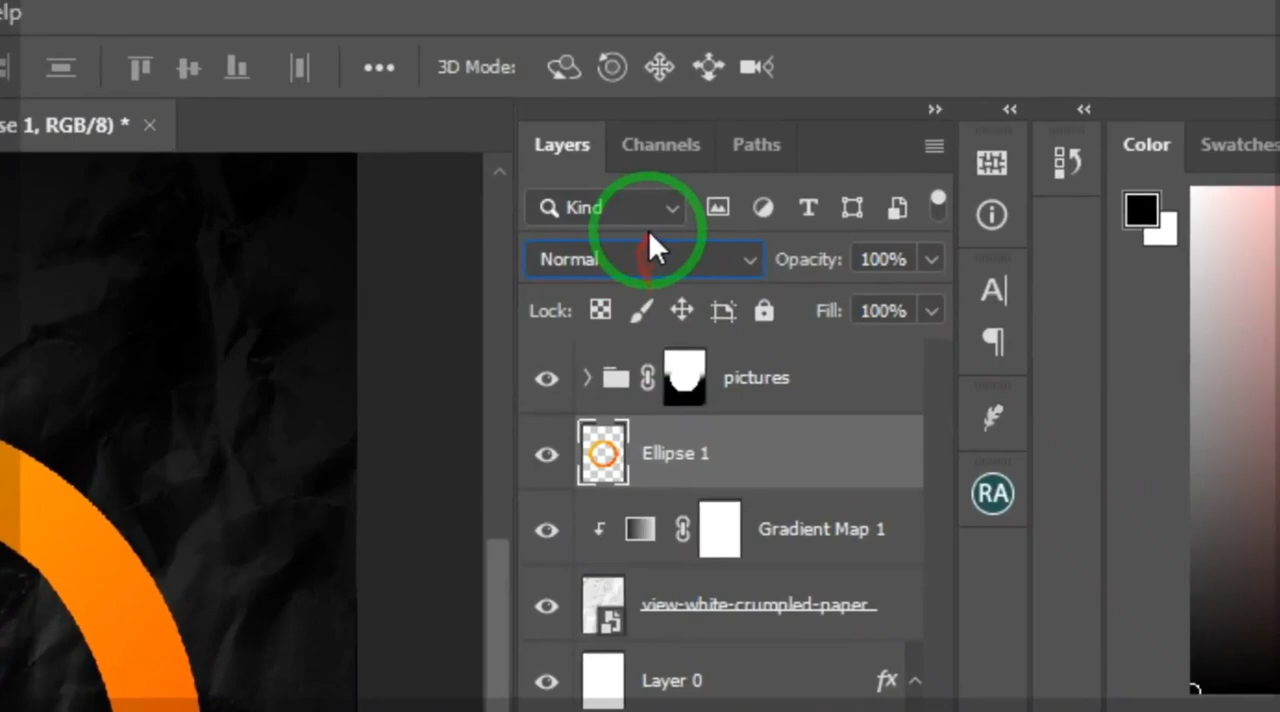 elp
3D Mode:
se 1, RGB/8) * ×
Layers Channels Paths
Color Swatches
Kind
Normal Opacity: 100%
Lock: Fill: 100%
A
pictures
Ellipse 1
RA
Gradient Map 1
view-white-crumpled-paper_
Layer 0 fx